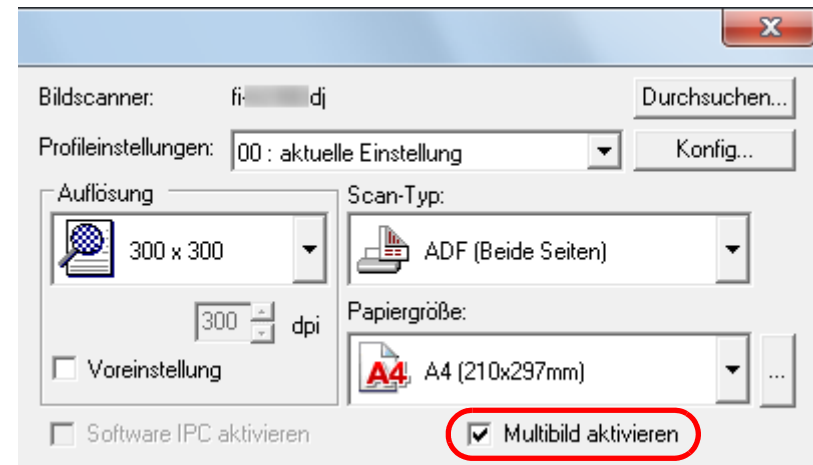 Bildscanner: fi- dj Durchsuchen...
Profileinstellungen: 00 : aktuelle Einstellung Konfig...
Auflösung Scan-Typ:
300 x 300 ADF (Beide Seiten)
300 dpi Papiergröße:
Voreinstellung A4 A4 (210x297mm) ...
Software IPC aktivieren Multibild aktivieren